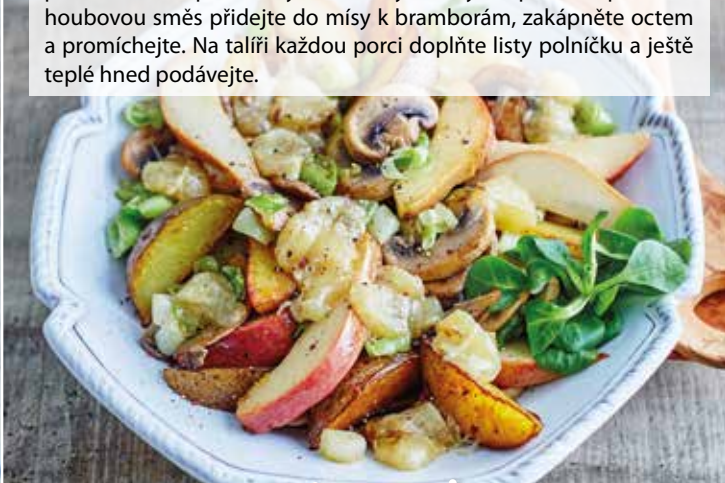 houbovou směs přidejte do mísy k bramborám, zakápněte octem
a promíchejte. Na talíři každou porci doplňte listy polníčku a ještě
teplé hned podávejte.